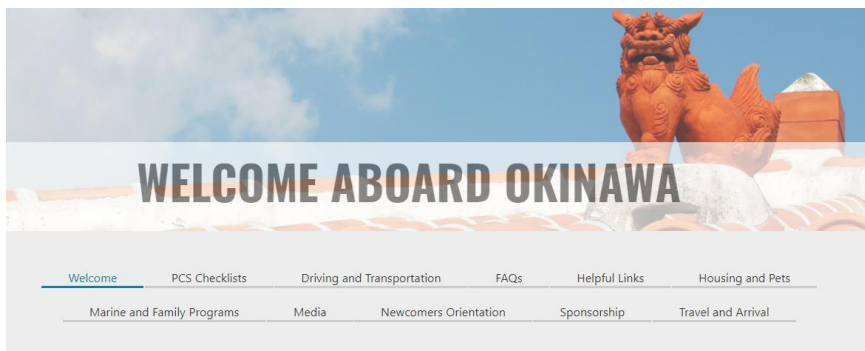 WELCOME ABOARD OKINAWA
Welcome PCS Checklists Driving and Transportation FAQs Helpful Links Housing and Pets
Marine and Family Programs Media Newcomers Orientation Sponsorship Travel and Arrival